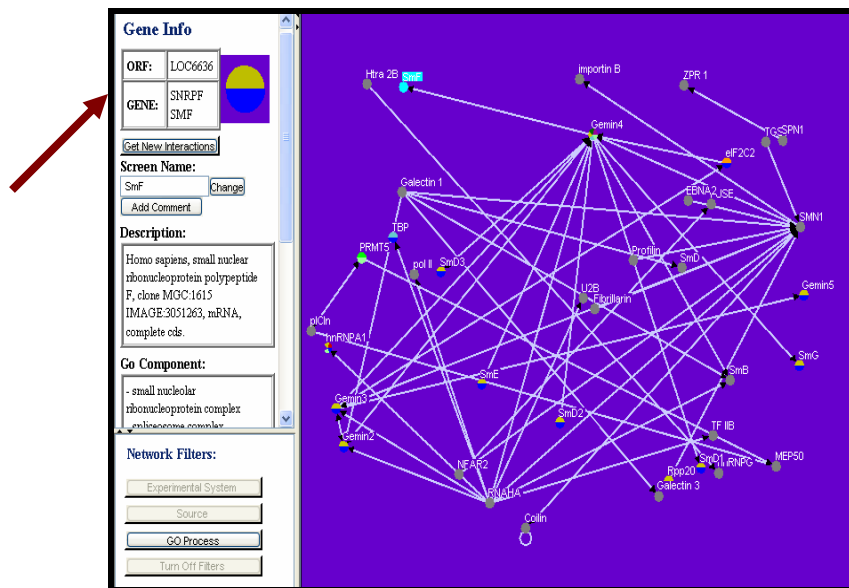 Gene Info
ORF: LOC6636
GENE: SNRPF
SMF
Get New Interactions
Screen Name:
SmF Change
Add Comment
Description:
Homo sapiens, small nuclear
ribonucleoprotein polypeptide
F, clone MGC:1615
IMAGE:3051263, mRNA,
complete cds.
Go Component:
- small nucleolar
ribonucleoprotein complex
- spliceosome complex
Network Filters:
Experimental System
Source
GO Process
Turn Off Filters
Htra 2B
SmF
importin B
ZPR 1
Gemin4
TGS
SPN1
eIF2C2
Galectin 1
EBNA2
JSE
SMN1
TBP
PRMT5
pol II
SmD3
Profilin
SmD
U2B
Fibrillarin
Gemin5
pICln
hnRNPA1
SmG
SmE
SmB
Gemin3
SmD2
Gemin2
TF IIB
NFAR2
Rpp20
SmD1
hnRNPG
MEP50
RNAHA
Galectin 3
Coilin